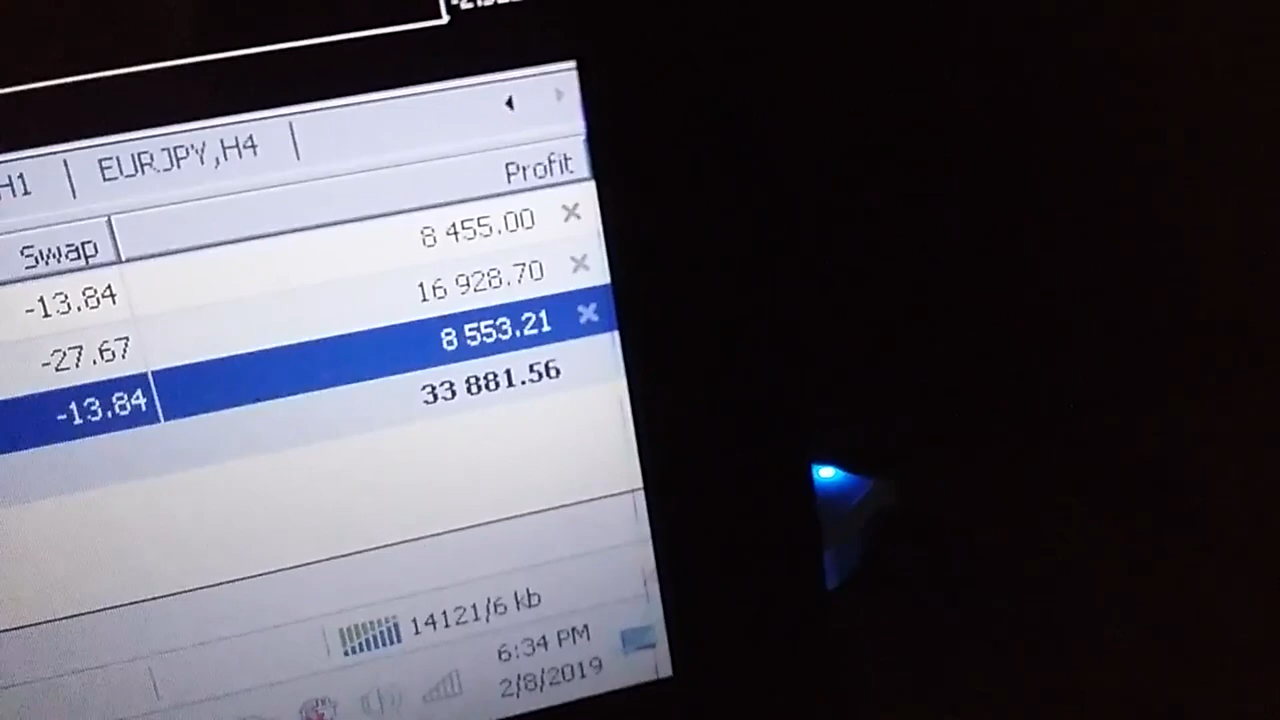 H1 | EURJPY,H4 |
Swap Profit
-13.84 8 455.00
-27.67 16 928.70
-13.84 8 553.21
33 881.56
14121/6 kb
6:34 PM
2/8/2019